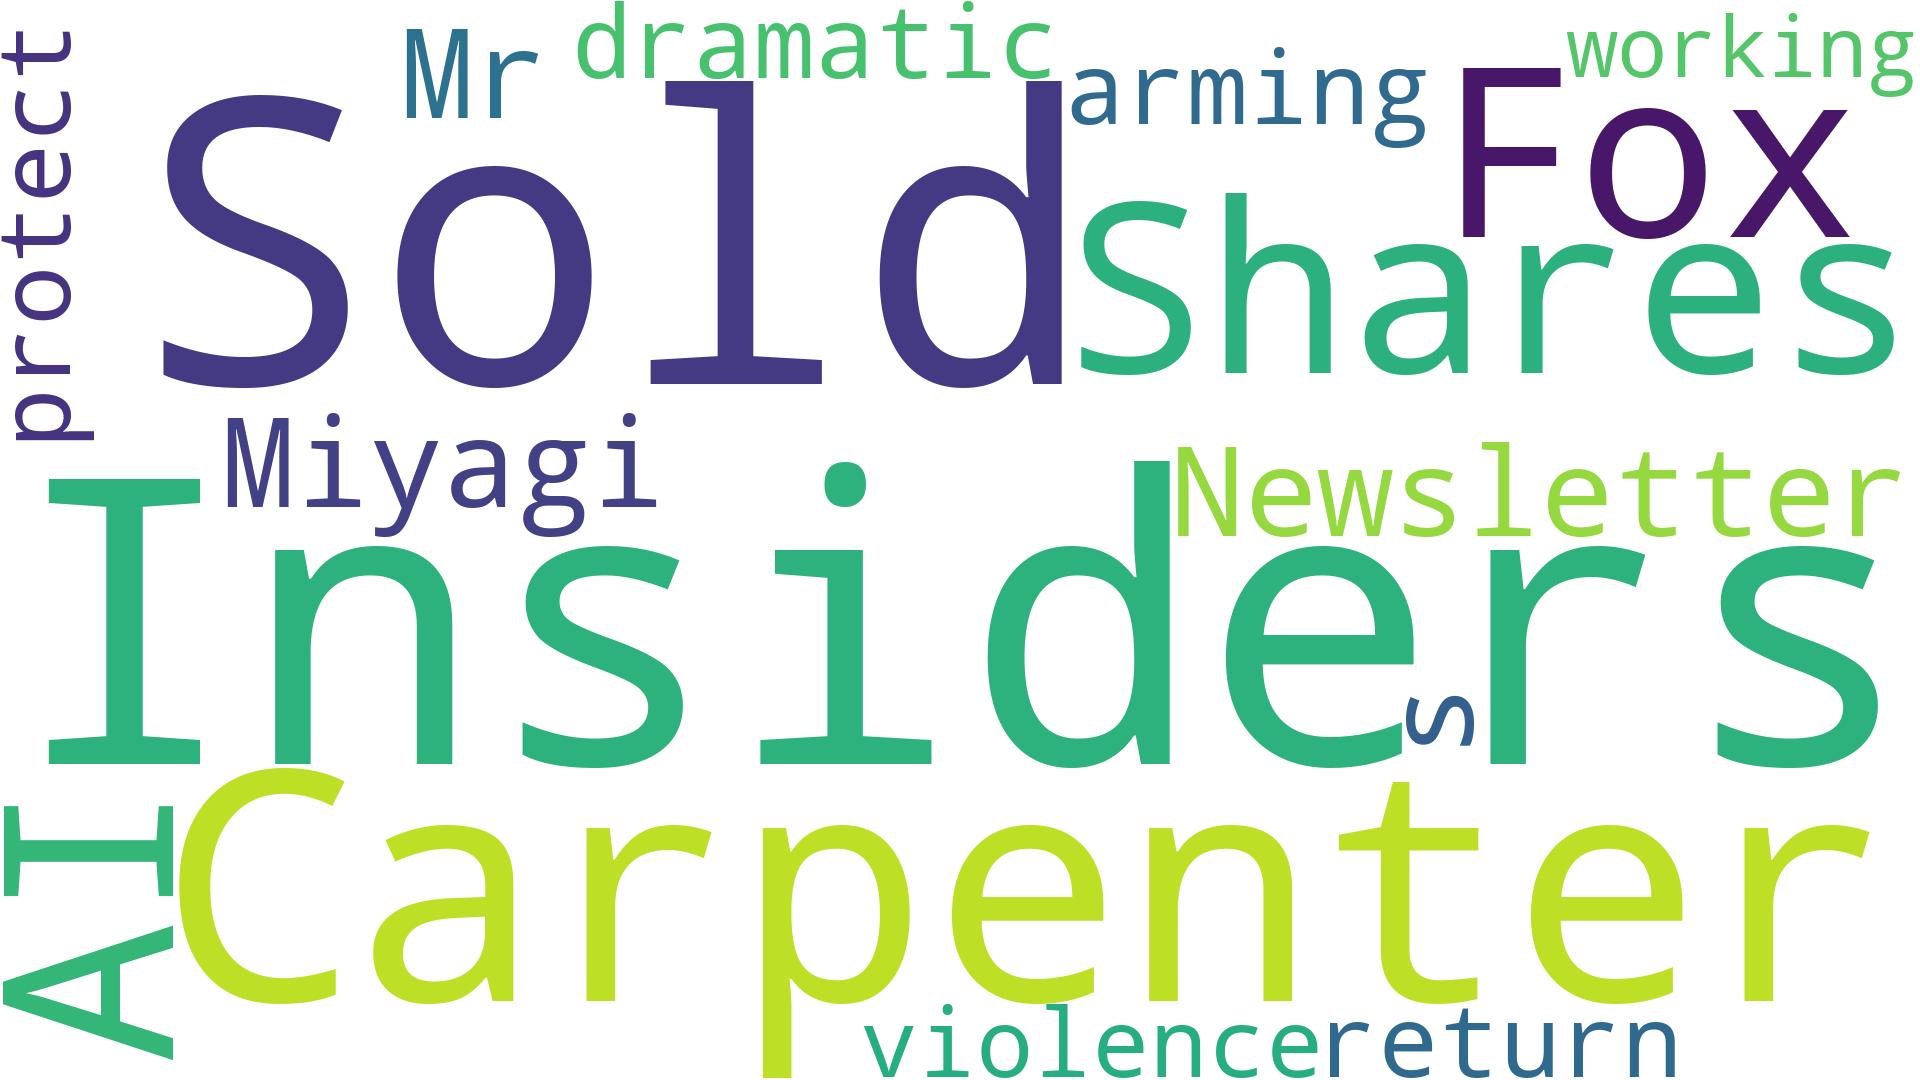 protect
Mr
dramatic
arming
working
Sold
Fox
Shares
Miyagi
Newsletter
Insiders
s
AI
Carpenter
violence
return